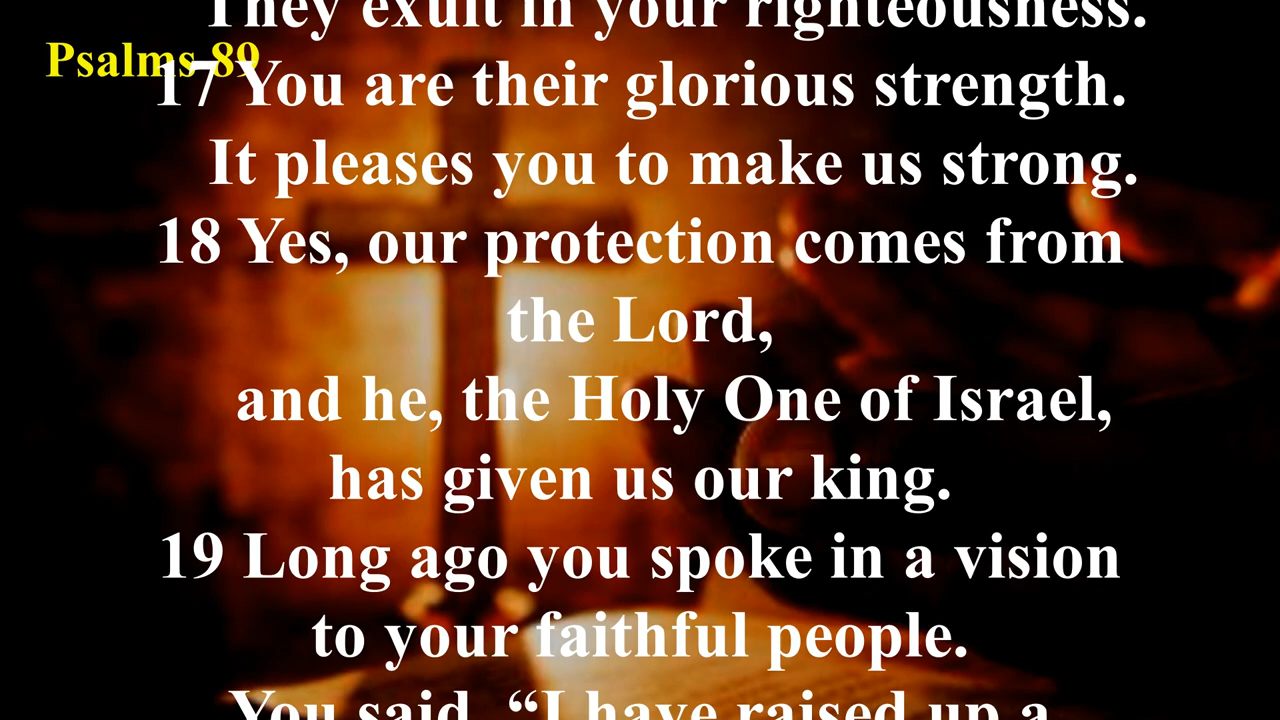 They exult in your righteousness.
Psalms 89
17 You are their glorious strength.
It pleases you to make us strong.
18 Yes, our protection comes from
the Lord,
and he, the Holy One of Israel,
has given us our king.
19 Long ago you spoke in a vision
to your faithful people.
You said, “I have raised up a